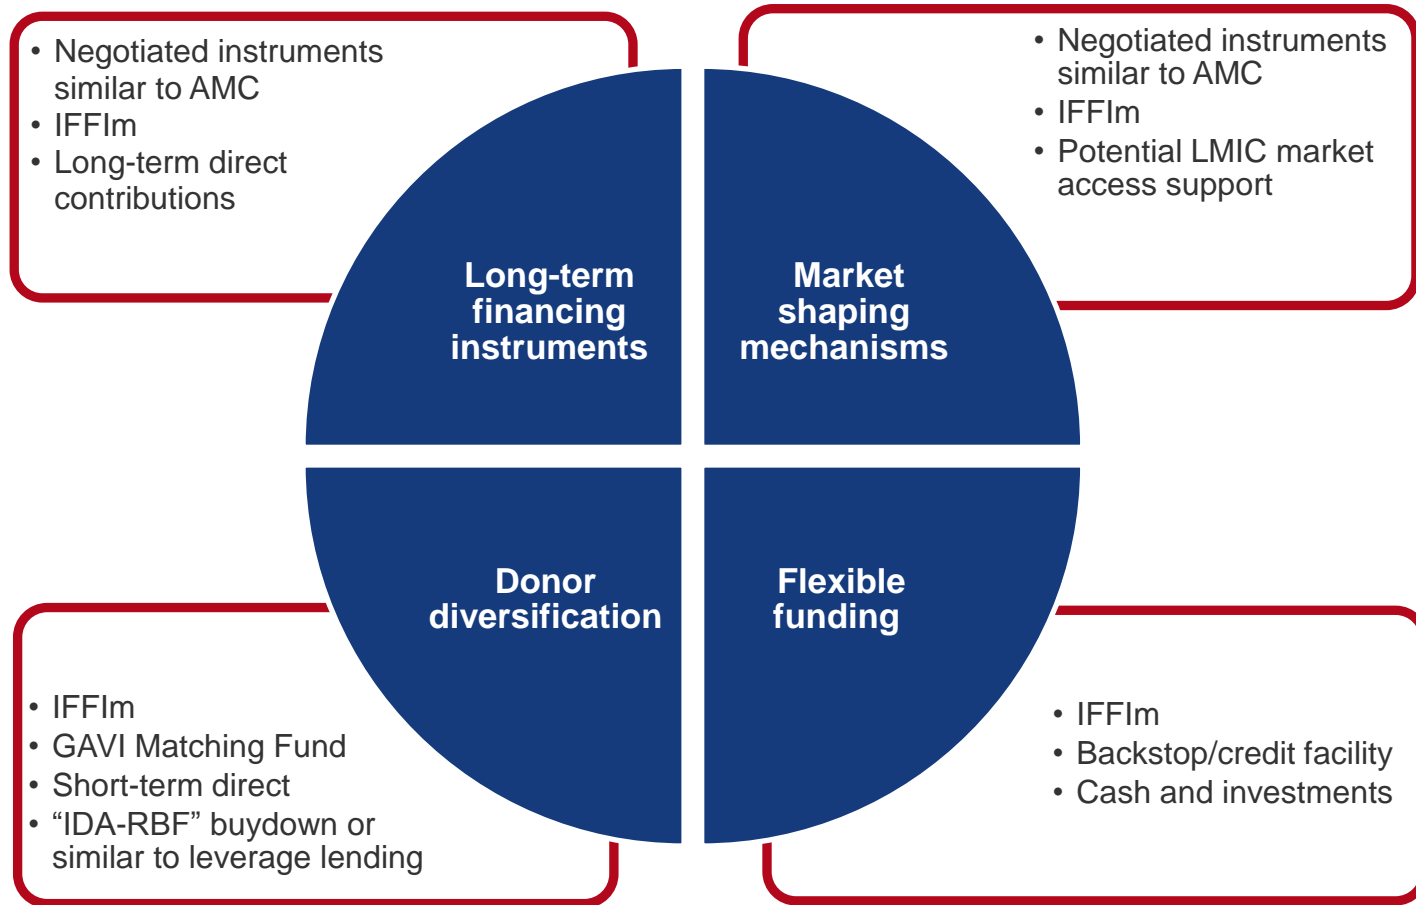 • Negotiated instruments
similar to AMC
• IFFIm
• Long-term direct
contributions
• Negotiated instruments
similar to AMC
• IFFIm
• Potential LMIC market
access support
Long-term
financing
instruments
Market
shaping
mechanisms
Donor
diversification
Flexible
funding
• IFFIm
• GAVI Matching Fund
• Short-term direct
• “IDA-RBF” buydown or
similar to leverage lending
• IFFIm
• Backstop/credit facility
• Cash and investments